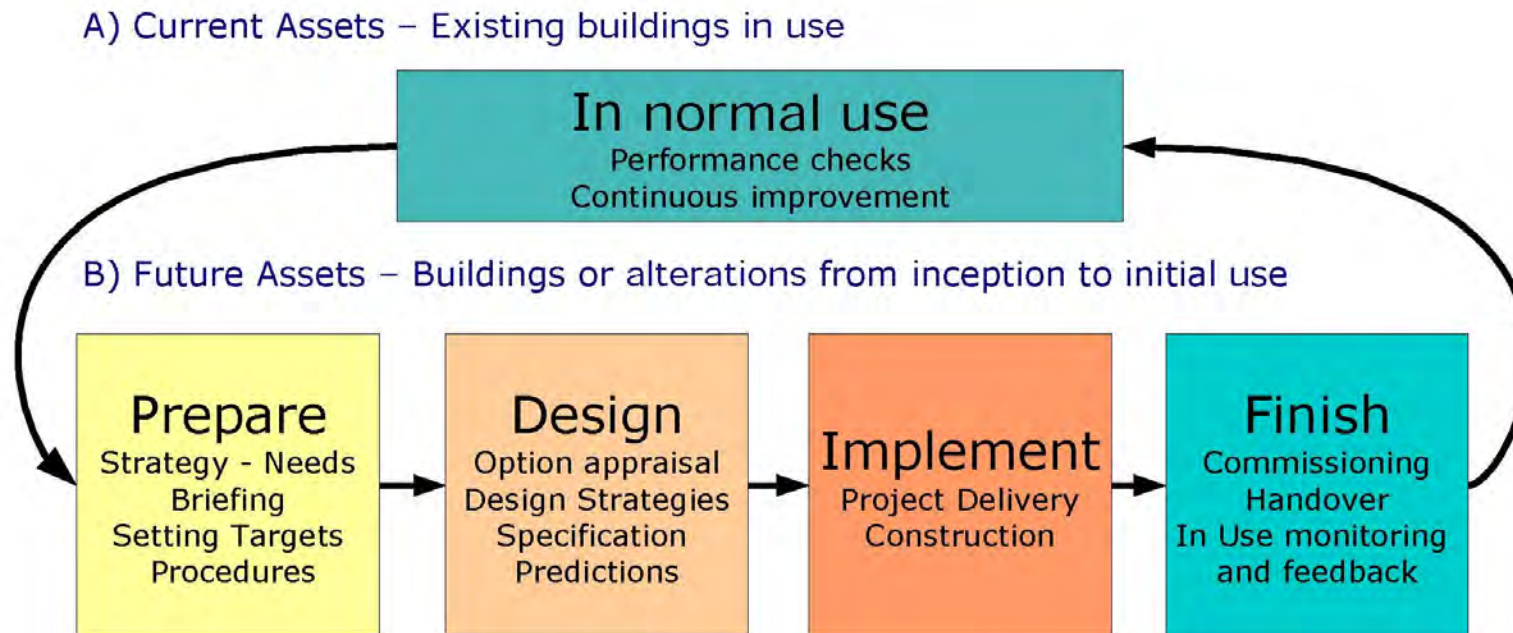 A) Current Assets – Existing buildings in use
In normal use
Performance checks
Continuous improvement
B) Future Assets – Buildings or alterations from inception to initial use
Prepare
Strategy - Needs
Briefing
Setting Targets
Procedures
Design
Option appraisal
Design Strategies
Specification
Predictions
Implement
Project Delivery
Construction
Finish
Commissioning
Handover
In Use monitoring
and feedback